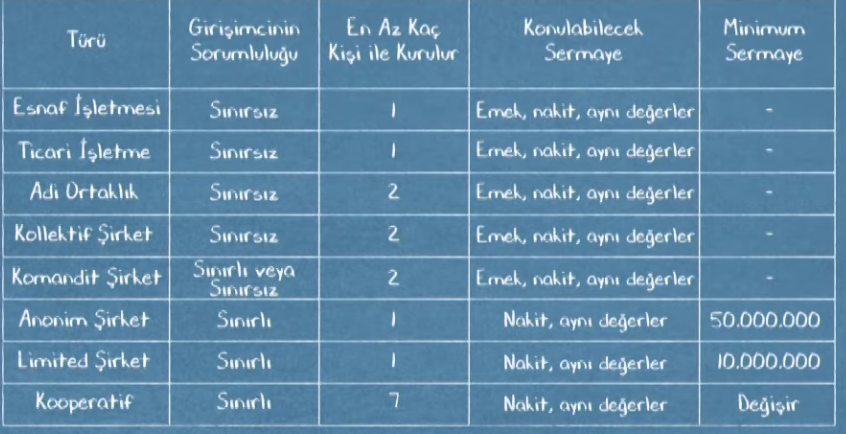 Türü | Girişimcinin Sorumluluğu | En Az Kaç Kişi ile Kurulur | Konulabilecek Sermaye | Minimum Sermaye
Esnaf İşletmesi | Sınırsız | 1 | Emek, nakit, aynı değerler | -
Ticari İşletme | Sınırsız | 1 | Emek, nakit, aynı değerler | -
Adi Ortaklık | Sınırsız | 2 | Emek, nakit, aynı değerler | -
Kollektif Şirket | Sınırsız | 2 | Emek, nakit, aynı değerler | -
Komandit Şirket | Sınırlı veya Sınırsız | 2 | Emek, nakit, aynı değerler | -
Anonim Şirket | Sınırlı | 1 | Nakit, aynı değerler | 50.000.000
Limited Şirket | Sınırlı | 1 | Nakit, aynı değerler | 10.000.000
Kooperatif | Sınırlı | 7 | Nakit, aynı değerler | Değişir